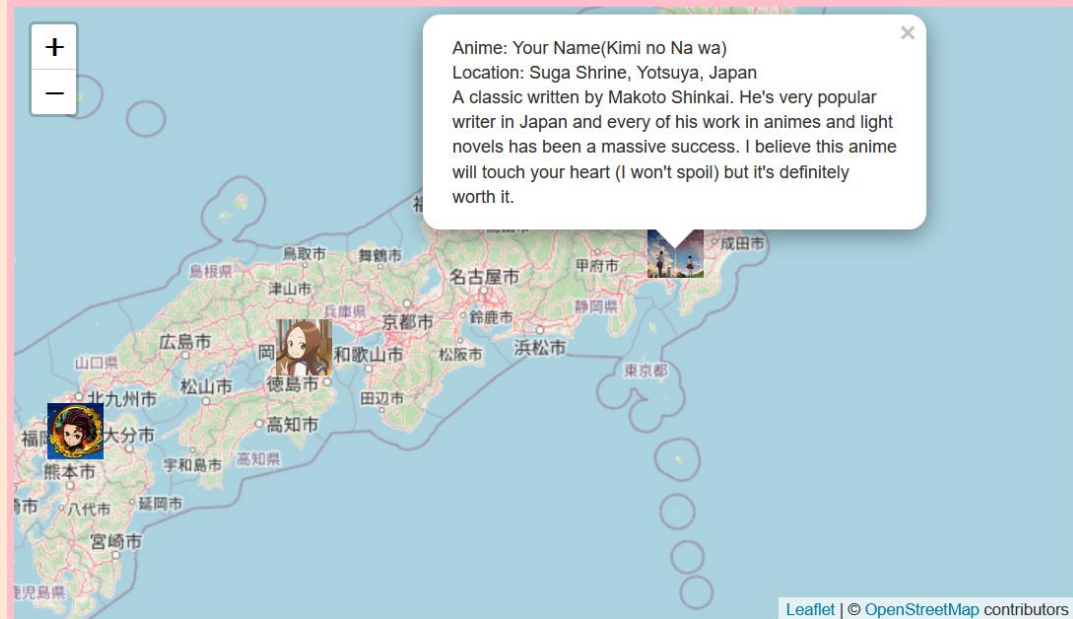 +
−
×
Anime: Your Name(Kimi no Na wa)
Location: Suga Shrine, Yotsuya, Japan
A classic written by Makoto Shinkai. He's very popular
writer in Japan and every of his work in animes and light
novels has been a massive success. I believe this anime
will touch your heart (I won't spoil) but it's definitely
worth it.
成田市
鳥取市
舞鶴市
甲府市
島根県
名古屋市
津山市
兵庫県
静岡県
京都市
鈴鹿市
広島市
岡
和歌山市
松阪市
浜松市
山口県
東京都
松山市
徳島市
北九州市
田辺市
高知市
大分市
宇和島市
高知県
熊本市
八代市
延岡市
宮崎市
Leaflet | © OpenStreetMap contributors